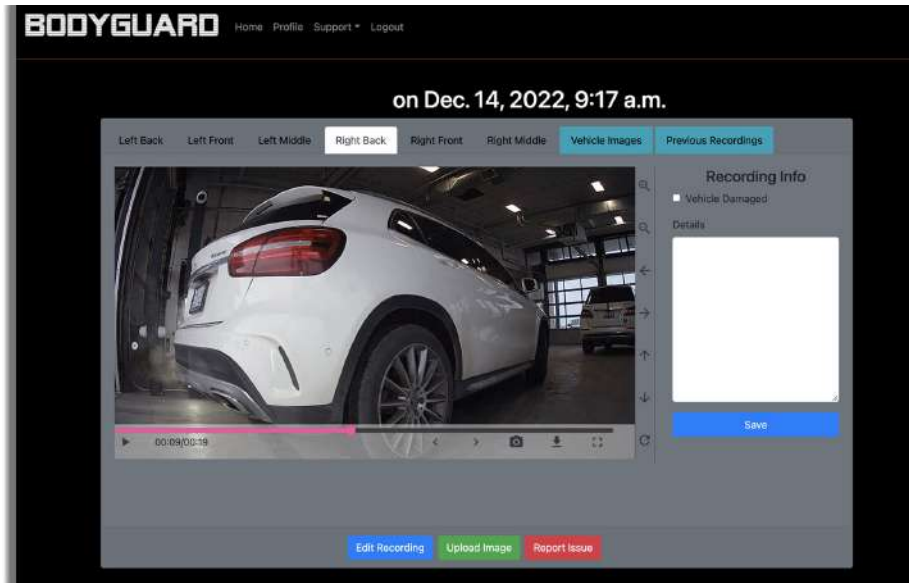 BODYGUARD
Home Profile Support Logout
on Dec. 14, 2022, 9:17 a.m.
Left Back Left Front Left Middle Right Back Right Front Right Middle Vehicle Images Previous Recordings
Recording Info
Vehicle Damaged
Details
00:09/00:19
Save
Edit Recording Upload Image Report Issue